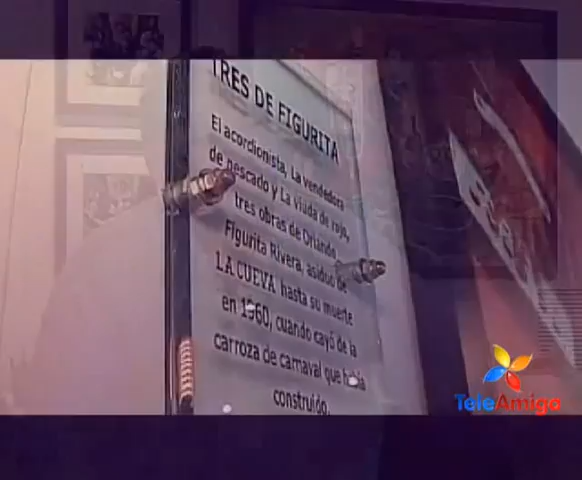 TRES DE FIGURITA
El acordionista, La vendedora
de pescado y La viuda de rojo,
tres obras de Orlando
Figurita Rivera, asiduo de
LA CUEVA hasta su muerte
en 1960, cuando cayó de la
carroza de carnaval que había
construido.
TeleAmiga